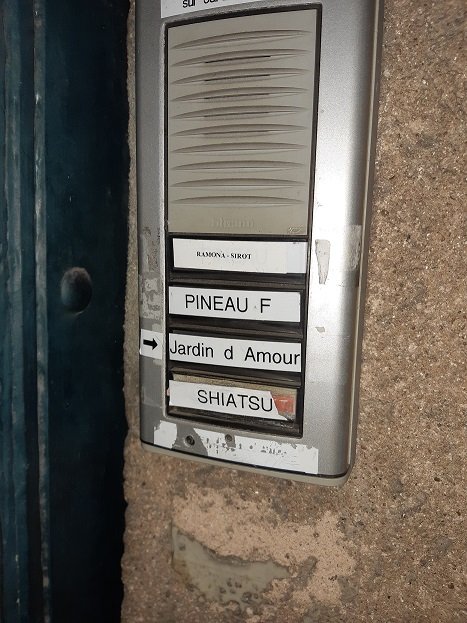 RAMONA - SIROT
PINEAU F
Jardin d Amour
SHIATSU